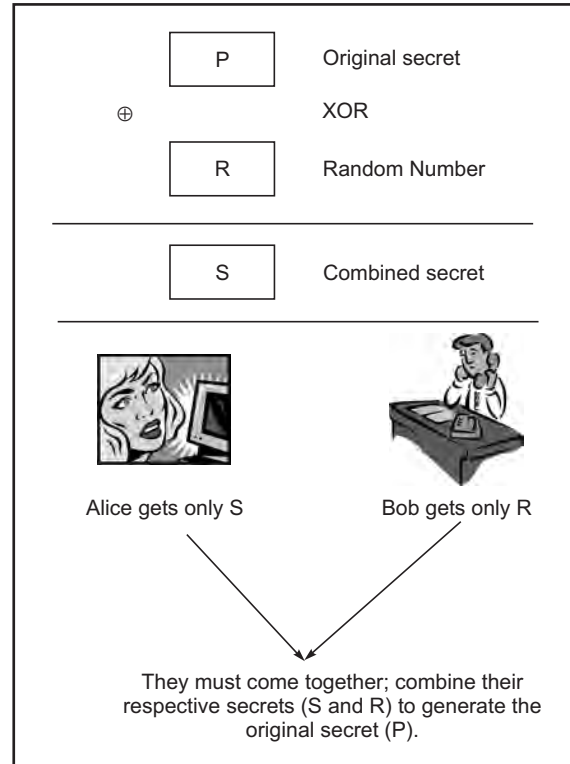 P Original secret
⊕ XOR
R Random Number
S Combined secret
Alice gets only S Bob gets only R
They must come together; combine their
respective secrets (S and R) to generate the
original secret (P).